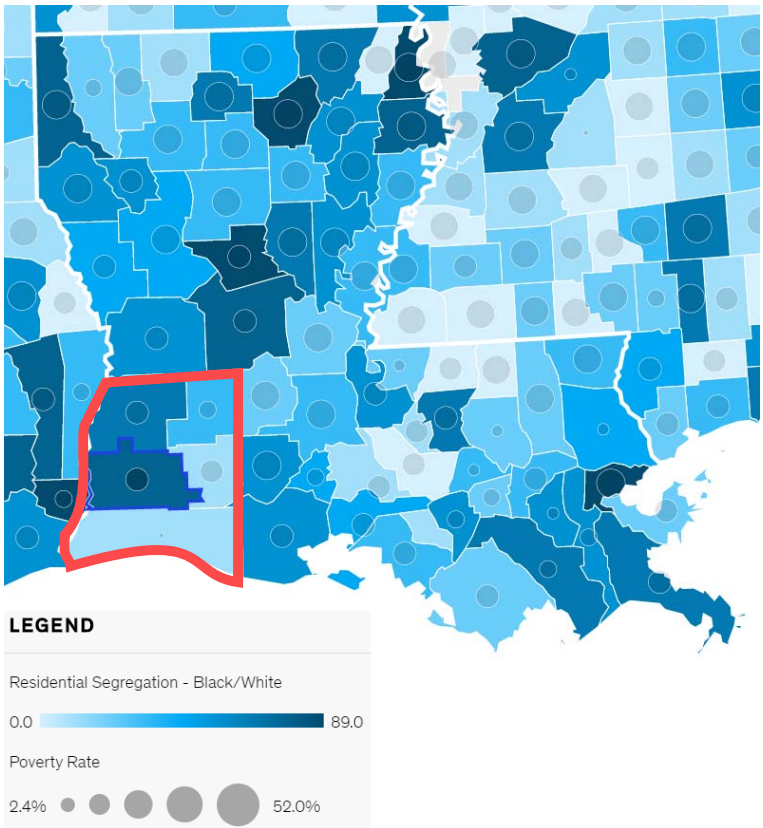 LEGEND
Residential Segregation - Black/White
0.0 89.0
Poverty Rate
2.4% 52.0%